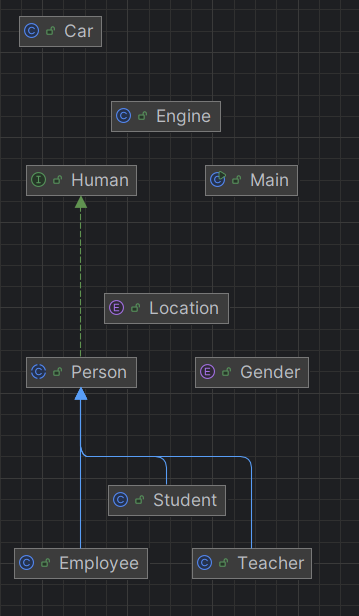 Car
Engine
Human
Main
Location
Person
Gender
Student
Employee
Teacher